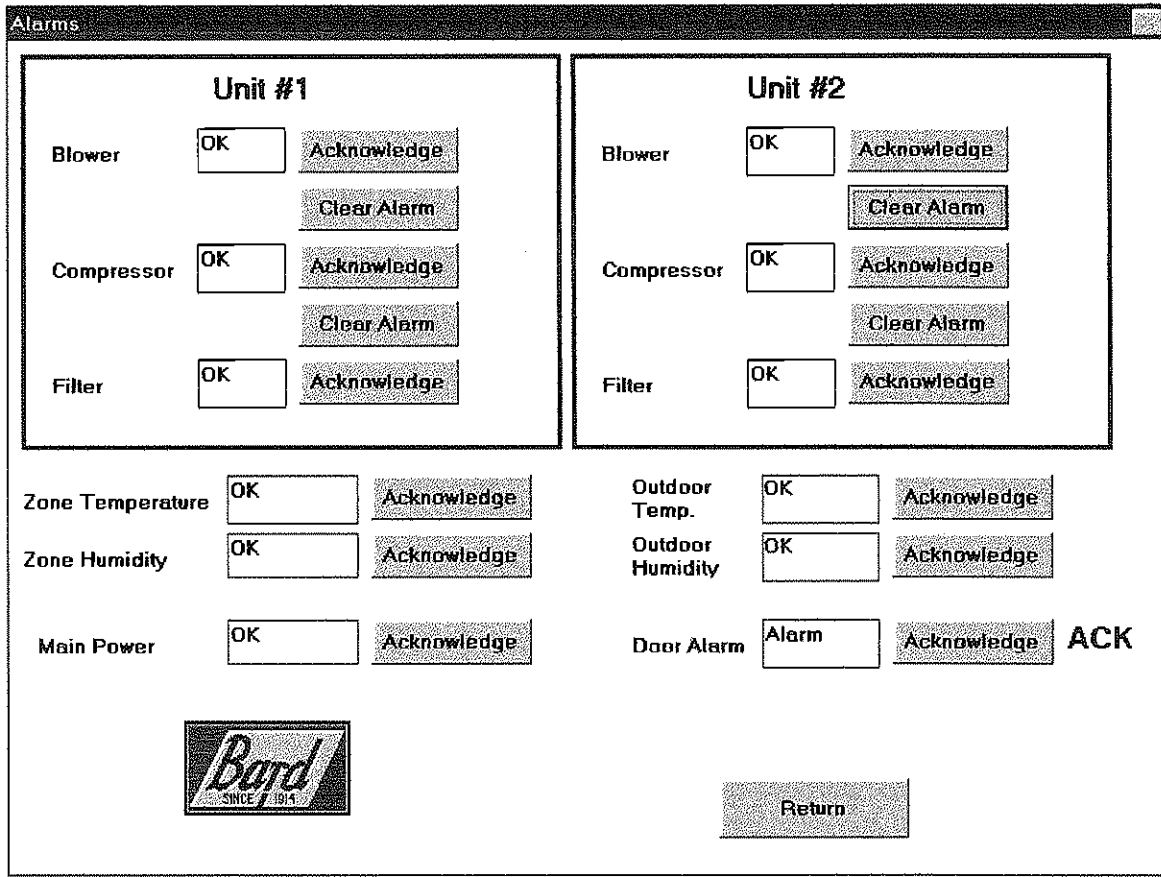 Alarms
Unit #1
Blower OK Acknowledge
Clear Alarm
Compressor OK Acknowledge
Clear Alarm
Filter OK Acknowledge
Unit #2
Blower OK Acknowledge
Clear Alarm
Compressor OK Acknowledge
Clear Alarm
Filter OK Acknowledge
Zone Temperature OK Acknowledge
Outdoor
Temp. OK Acknowledge
Zone Humidity OK Acknowledge
Outdoor
Humidity OK Acknowledge
Main Power OK Acknowledge
Door Alarm Alarm Acknowledge ACK
Bard
SINCE 1914
Return